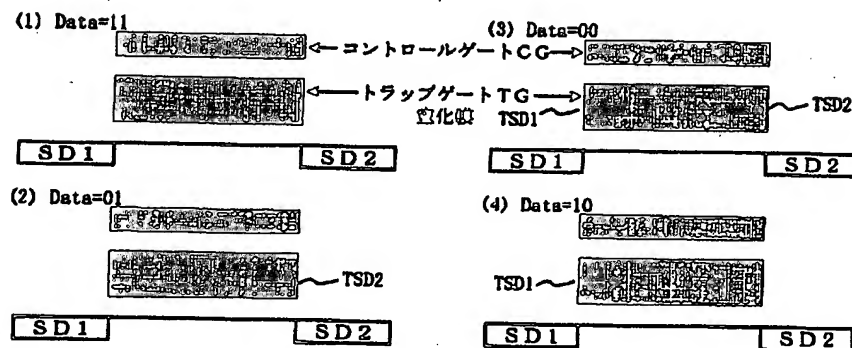 (1) Data=11
(3) Data=00
コントロールゲートCG
トラップゲートTG
TSD1
TSD2
SD1
SD2
SD1
SD2
(2) Data=01
(4) Data=10
TSD2
TSD1
SD1
SD2
SD1
SD2